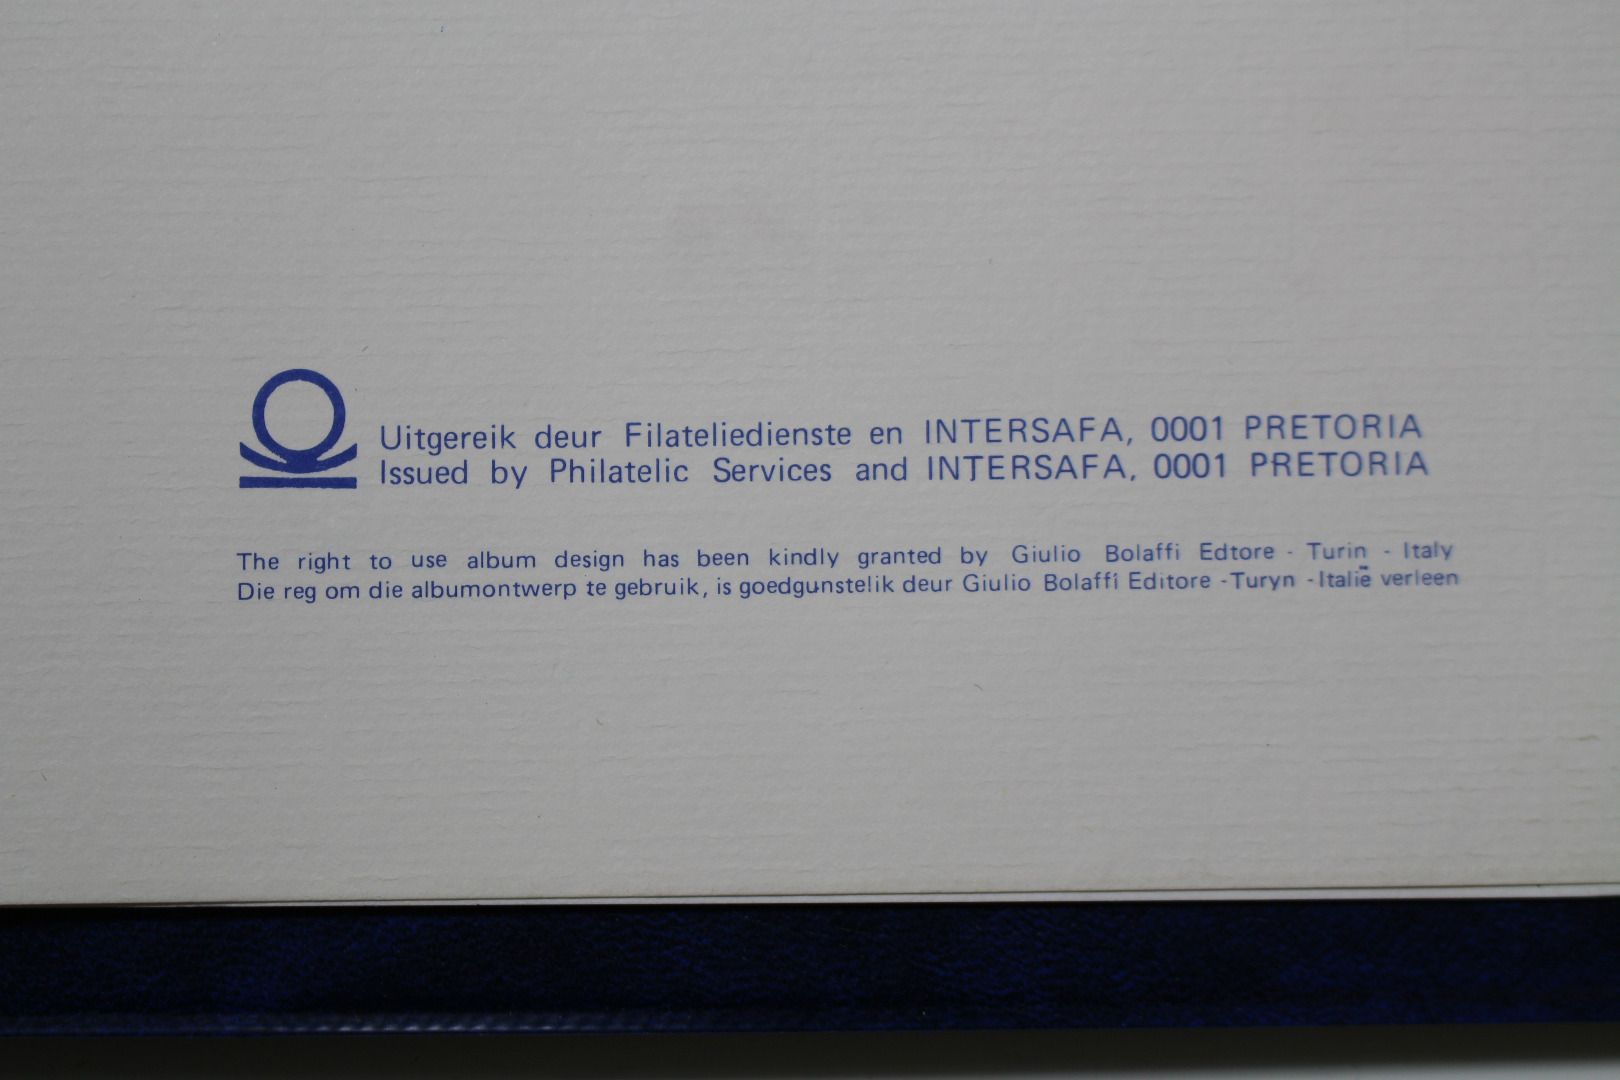 Uitgereik deur Filateliedienste en INTERSAFA, 0001 PRETORIA
Issued by Philatelic Services and INTERSAFA, 0001 PRETORIA
The right to use album design has been kindly granted by Giulio Bolaffi Edtore - Turin - Italy
Die reg om die albumontwerp te gebruik, is goedgunstelik deur Giulio Bolaffi Editore -Turyn -Italië verleen